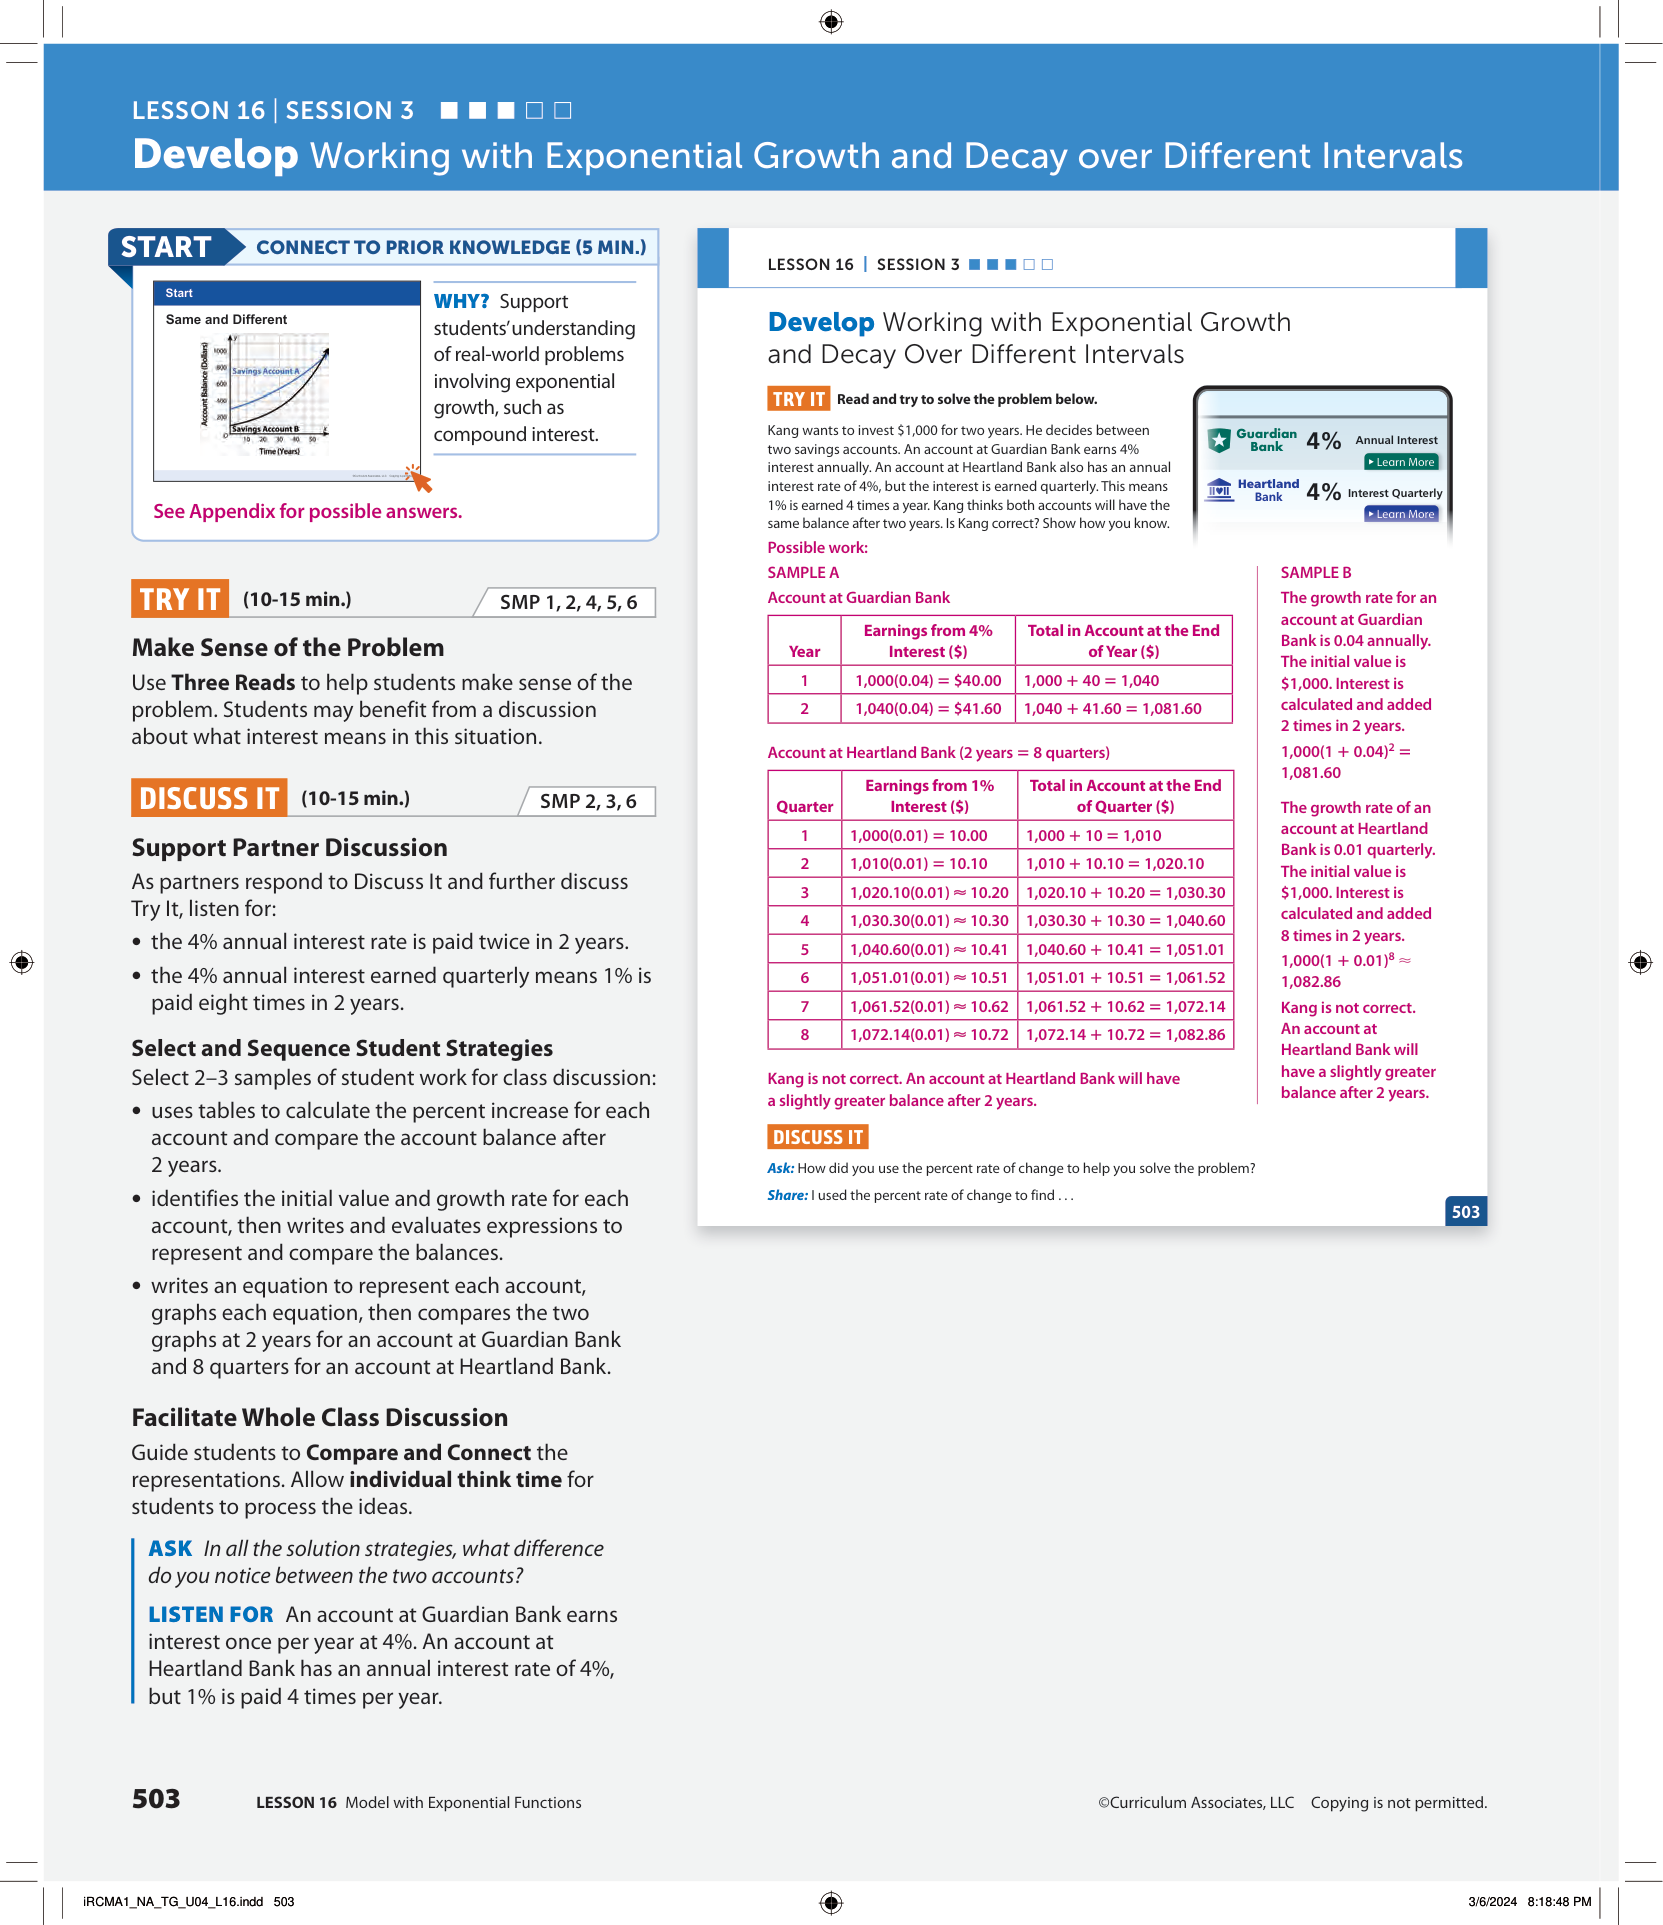 LESSON 16 | SESSION 3
Develop Working with Exponential Growth and Decay over Different Intervals
START
CONNECT TO PRIOR KNOWLEDGE (5 MIN.)
Start
Same and Different
Account Balance (Dollars)
y
1000
800
600
400
200
0
Savings Account A
Savings Account B
10 20 30 40 50
Time (Years)
WHY? Support
students' understanding
of real-world problems
involving exponential
growth, such as
compound interest.
See Appendix for possible answers.
TRY IT (10-15 min.)
SMP 1, 2, 4, 5, 6
Make Sense of the Problem
Use Three Reads to help students make sense of the
problem. Students may benefit from a discussion
about what interest means in this situation.
DISCUSS IT (10-15 min.)
SMP 2, 3, 6
Support Partner Discussion
As partners respond to Discuss It and further discuss
Try It, listen for:
• the 4% annual interest rate is paid twice in 2 years.
• the 4% annual interest earned quarterly means 1% is
paid eight times in 2 years.
Select and Sequence Student Strategies
Select 2–3 samples of student work for class discussion:
• uses tables to calculate the percent increase for each
account and compare the account balance after
2 years.
• identifies the initial value and growth rate for each
account, then writes and evaluates expressions to
represent and compare the balances.
• writes an equation to represent each account,
graphs each equation, then compares the two
graphs at 2 years for an account at Guardian Bank
and 8 quarters for an account at Heartland Bank.
Facilitate Whole Class Discussion
Guide students to Compare and Connect the
representations. Allow individual think time for
students to process the ideas.
ASK In all the solution strategies, what difference
do you notice between the two accounts?
LISTEN FOR An account at Guardian Bank earns
interest once per year at 4%. An account at
Heartland Bank has an annual interest rate of 4%,
but 1% is paid 4 times per year.
LESSON 16 | SESSION 3
Develop Working with Exponential Growth
and Decay Over Different Intervals
TRY IT Read and try to solve the problem below.
Kang wants to invest $1,000 for two years. He decides between
two savings accounts. An account at Guardian Bank earns 4%
interest annually. An account at Heartland Bank also has an annual
interest rate of 4%, but the interest is earned quarterly. This means
1% is earned 4 times a year. Kang thinks both accounts will have the
same balance after two years. Is Kang correct? Show how you know.
Guardian Bank 4% Annual Interest
Learn More
Heartland Bank 4% Interest Quarterly
Learn More
Possible work:
SAMPLE A
Account at Guardian Bank
Year | Earnings from 4% Interest ($) | Total in Account at the End of Year ($)
1 | 1,000(0.04) = $40.00 | 1,000 + 40 = 1,040
2 | 1,040(0.04) = $41.60 | 1,040 + 41.60 = 1,081.60
Account at Heartland Bank (2 years = 8 quarters)
Quarter | Earnings from 1% Interest ($) | Total in Account at the End of Quarter ($)
1 | 1,000(0.01) = 10.00 | 1,000 + 10 = 1,010
2 | 1,010(0.01) = 10.10 | 1,010 + 10.10 = 1,020.10
3 | 1,020.10(0.01) ≈ 10.20 | 1,020.10 + 10.20 = 1,030.30
4 | 1,030.30(0.01) ≈ 10.30 | 1,030.30 + 10.30 = 1,040.60
5 | 1,040.60(0.01) ≈ 10.41 | 1,040.60 + 10.41 = 1,051.01
6 | 1,051.01(0.01) ≈ 10.51 | 1,051.01 + 10.51 = 1,061.52
7 | 1,061.52(0.01) ≈ 10.62 | 1,061.52 + 10.62 = 1,072.14
8 | 1,072.14(0.01) ≈ 10.72 | 1,072.14 + 10.72 = 1,082.86
Kang is not correct. An account at Heartland Bank will have
a slightly greater balance after 2 years.
SAMPLE B
The growth rate for an
account at Guardian
Bank is 0.04 annually.
The initial value is
$1,000. Interest is
calculated and added
2 times in 2 years.
1,000(1 + 0.04)² =
1,081.60
The growth rate of an
account at Heartland
Bank is 0.01 quarterly.
The initial value is
$1,000. Interest is
calculated and added
8 times in 2 years.
1,000(1 + 0.01)⁸ ≈
1,082.86
Kang is not correct.
An account at
Heartland Bank will
have a slightly greater
balance after 2 years.
DISCUSS IT
Ask: How did you use the percent rate of change to help you solve the problem?
Share: I used the percent rate of change to find . . .
503
503 LESSON 16 Model with Exponential Functions
©Curriculum Associates, LLC Copying is not permitted.
iRCMA1_NA_TG_U04_L16.indd 503
3/6/2024 8:18:48 PM